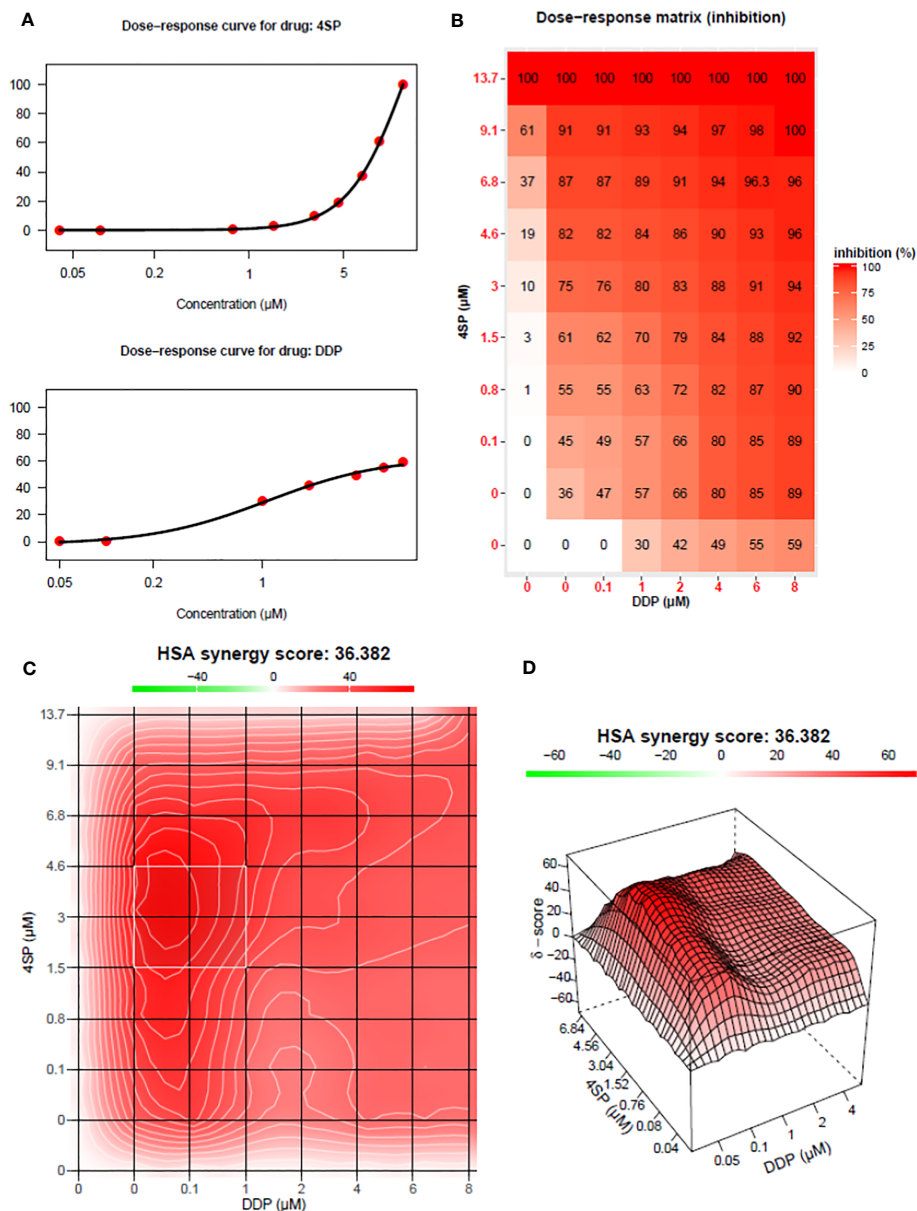 A
Dose−response curve for drug: 4SP
100
80
60
40
20
0
0.05 0.2 1 5
Concentration (µM)
Dose−response curve for drug: DDP
100
80
60
40
20
0
0.05 0.2 1
Concentration (µM)
B
Dose−response matrix (inhibition)
4SP (µM)
13.7 100 100 100 100 100 100 100 100
9.1 61 91 91 93 94 97 98 100
6.8 37 87 87 89 91 94 96.3 96
4.6 19 82 82 84 86 90 93 96
3 10 75 76 80 83 88 91 94
1.5 3 61 62 70 79 84 88 92
0.8 1 55 55 63 72 82 87 90
0.1 0 45 49 57 66 80 85 89
0 0 36 47 57 66 80 85 89
0 0 0 0 30 42 49 55 59
0 0 0.1 1 2 4 6 8
DDP (µM)
inhibition (%)
100
75
50
25
0
C
HSA synergy score: 36.382
−40 0 40
4SP (µM)
13.7
9.1
6.8
4.6
3
1.5
0.8
0.1
0
0
0 0 0.1 1 2 4 6 8
DDP (µM)
D
HSA synergy score: 36.382
−60 −40 −20 0 20 40 60
δ − score
60
40
20
0
−20
−40
−60
6.84
4.56
3.04
1.52
0.76
0.08
0.04
4SP (µM)
0.05
0.1
1
2
4
DDP (µM)